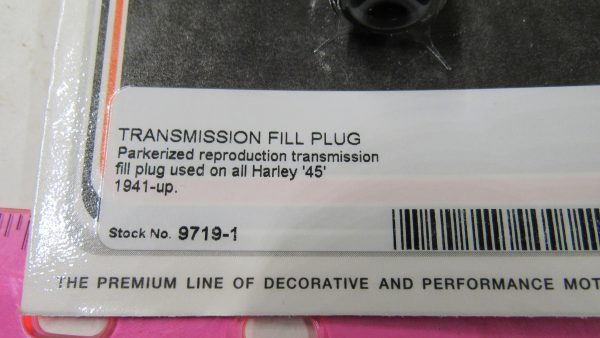 TRANSMISSION FILL PLUG
Parkerized reproduction transmission
fill plug used on all Harley '45'
1941-up.
Stock No. 9719-1
THE PREMIUM LINE OF DECORATIVE AND PERFORMANCE MOT